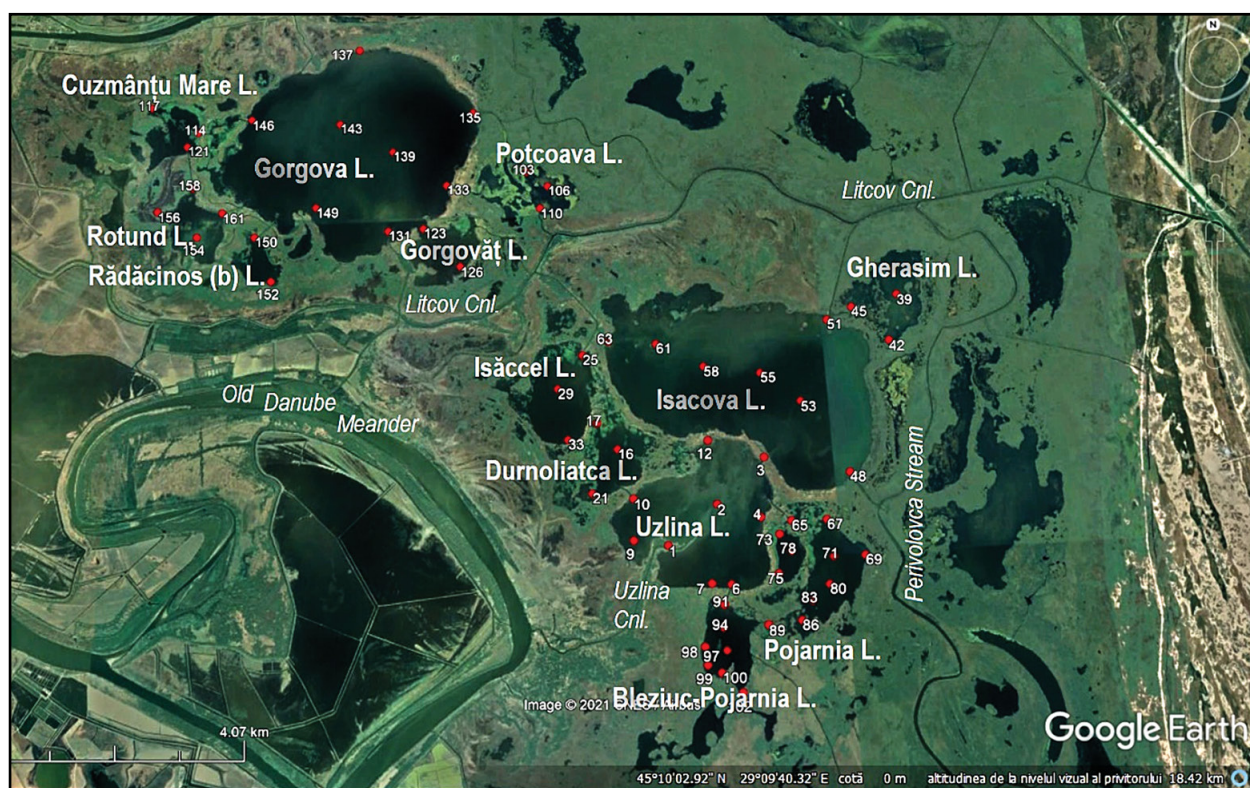 N
137
Cuzmânțu Mare L.
117
146
143
135
114
121
139
Potcoava L.
103
Gorgova L.
133
106
Litcov Cnl.
158
110
156
161
149
Rotund L.
154
150
131
123
Gorgovăț L.
126
Rădăcinos (b) L.
152
Gherasim L.
39
45
Litcov Cnl.
51
42
63
61
25
Isăccel L.
58
55
29
Isacova L.
53
Old
Danube
Meander
17
33
16
12
3
Durnoliatca L.
48
21
10
2
Uzlina L.
4
65
67
73
78
9
1
71
69
75
Perivolovca Stream
Uzlina
Cnl.
7
6
80
91
83
94
89
86
98
97
Pojarnia L.
99
100
Bleziuc-Pojarnia L.
Image © 2021
4.07 km
Google Earth
45°10'02.92" N 29°09'40.32" E cotă 0 m altitudinea de la nivelul vizual al privitorului 18.42 km